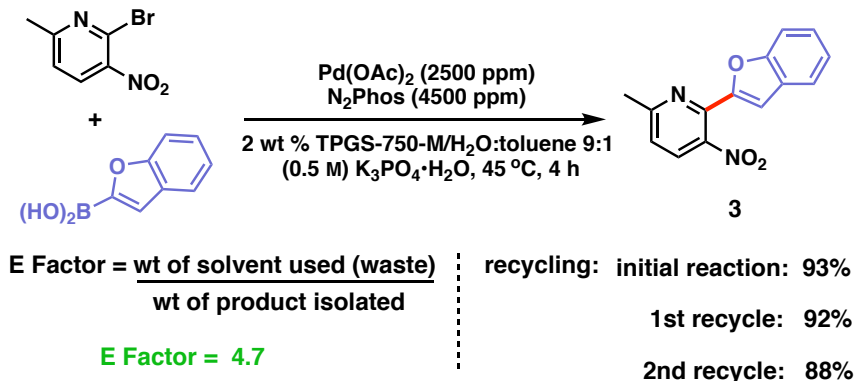 N
Br
NO2
+
(HO)2B
O
Pd(OAc)2 (2500 ppm)
N2Phos (4500 ppm)
2 wt % TPGS-750-M/H2O:toluene 9:1
(0.5 M) K3PO4•H2O, 45 oC, 4 h
O
N
NO2
3
E Factor = wt of solvent used (waste)
wt of product isolated
E Factor = 4.7
recycling: initial reaction: 93%
1st recycle: 92%
2nd recycle: 88%